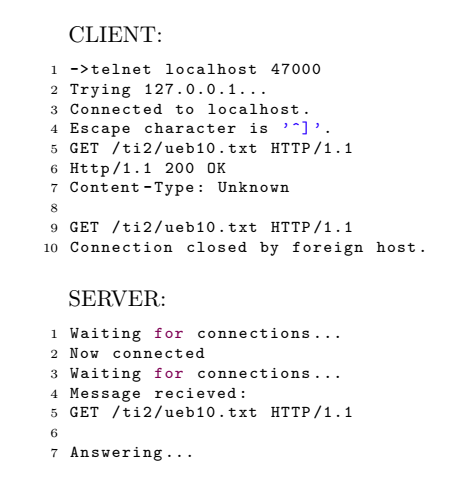 CLIENT:
1 ->telnet localhost 47000
2 Trying 127.0.0.1...
3 Connected to localhost.
4 Escape character is '^]'.
5 GET /ti2/ueb10.txt HTTP/1.1
6 Http/1.1 200 OK
7 Content-Type: Unknown
8
9 GET /ti2/ueb10.txt HTTP/1.1
10 Connection closed by foreign host.
SERVER:
1 Waiting for connections...
2 Now connected
3 Waiting for connections...
4 Message recieved:
5 GET /ti2/ueb10.txt HTTP/1.1
6
7 Answering...